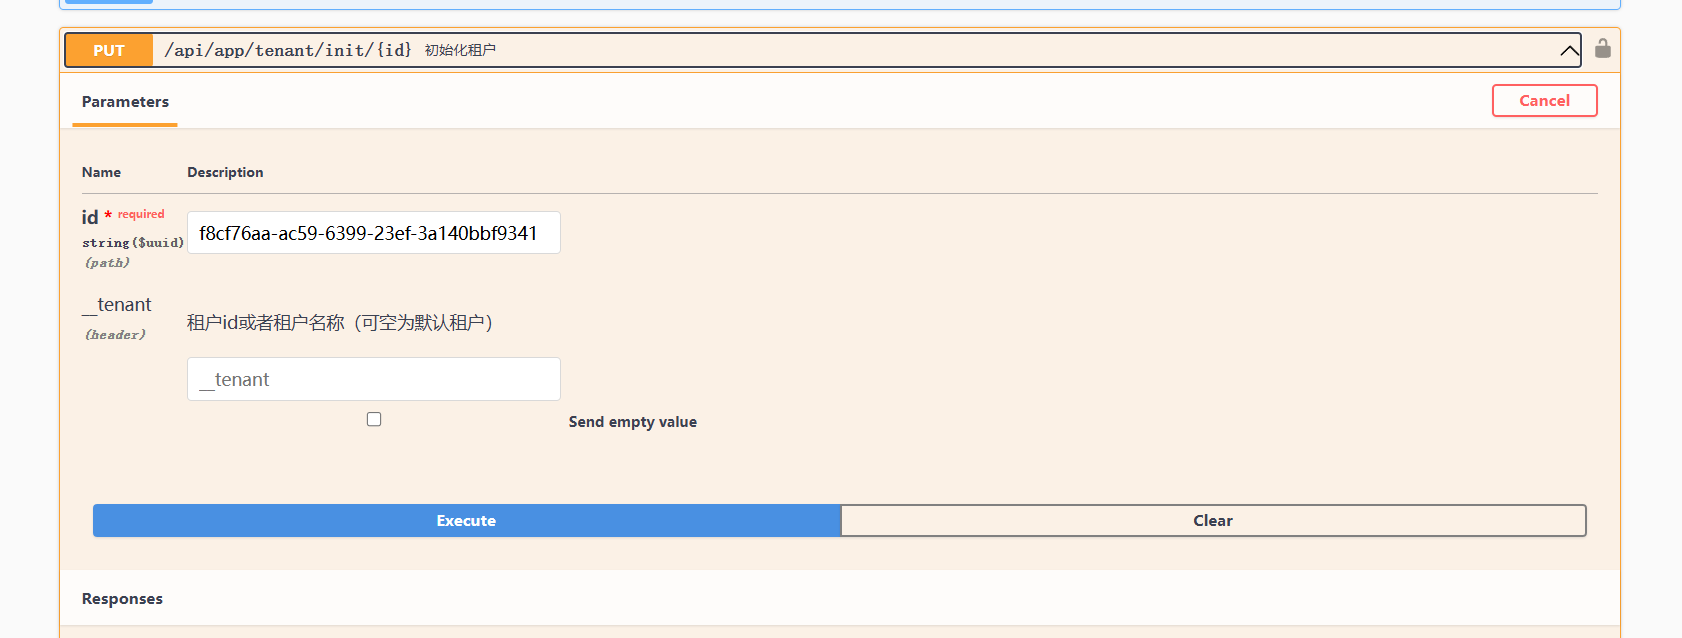 PUT /api/app/tenant/init/{id} 初始化租户
Parameters
Cancel
Name Description
id * required
string($uuid)
(path)
f8cf76aa-ac59-6399-23ef-3a140bbf9341
__tenant
(header)
租户id或者租户名称（可空为默认租户）
__tenant
Send empty value
Execute
Clear
Responses